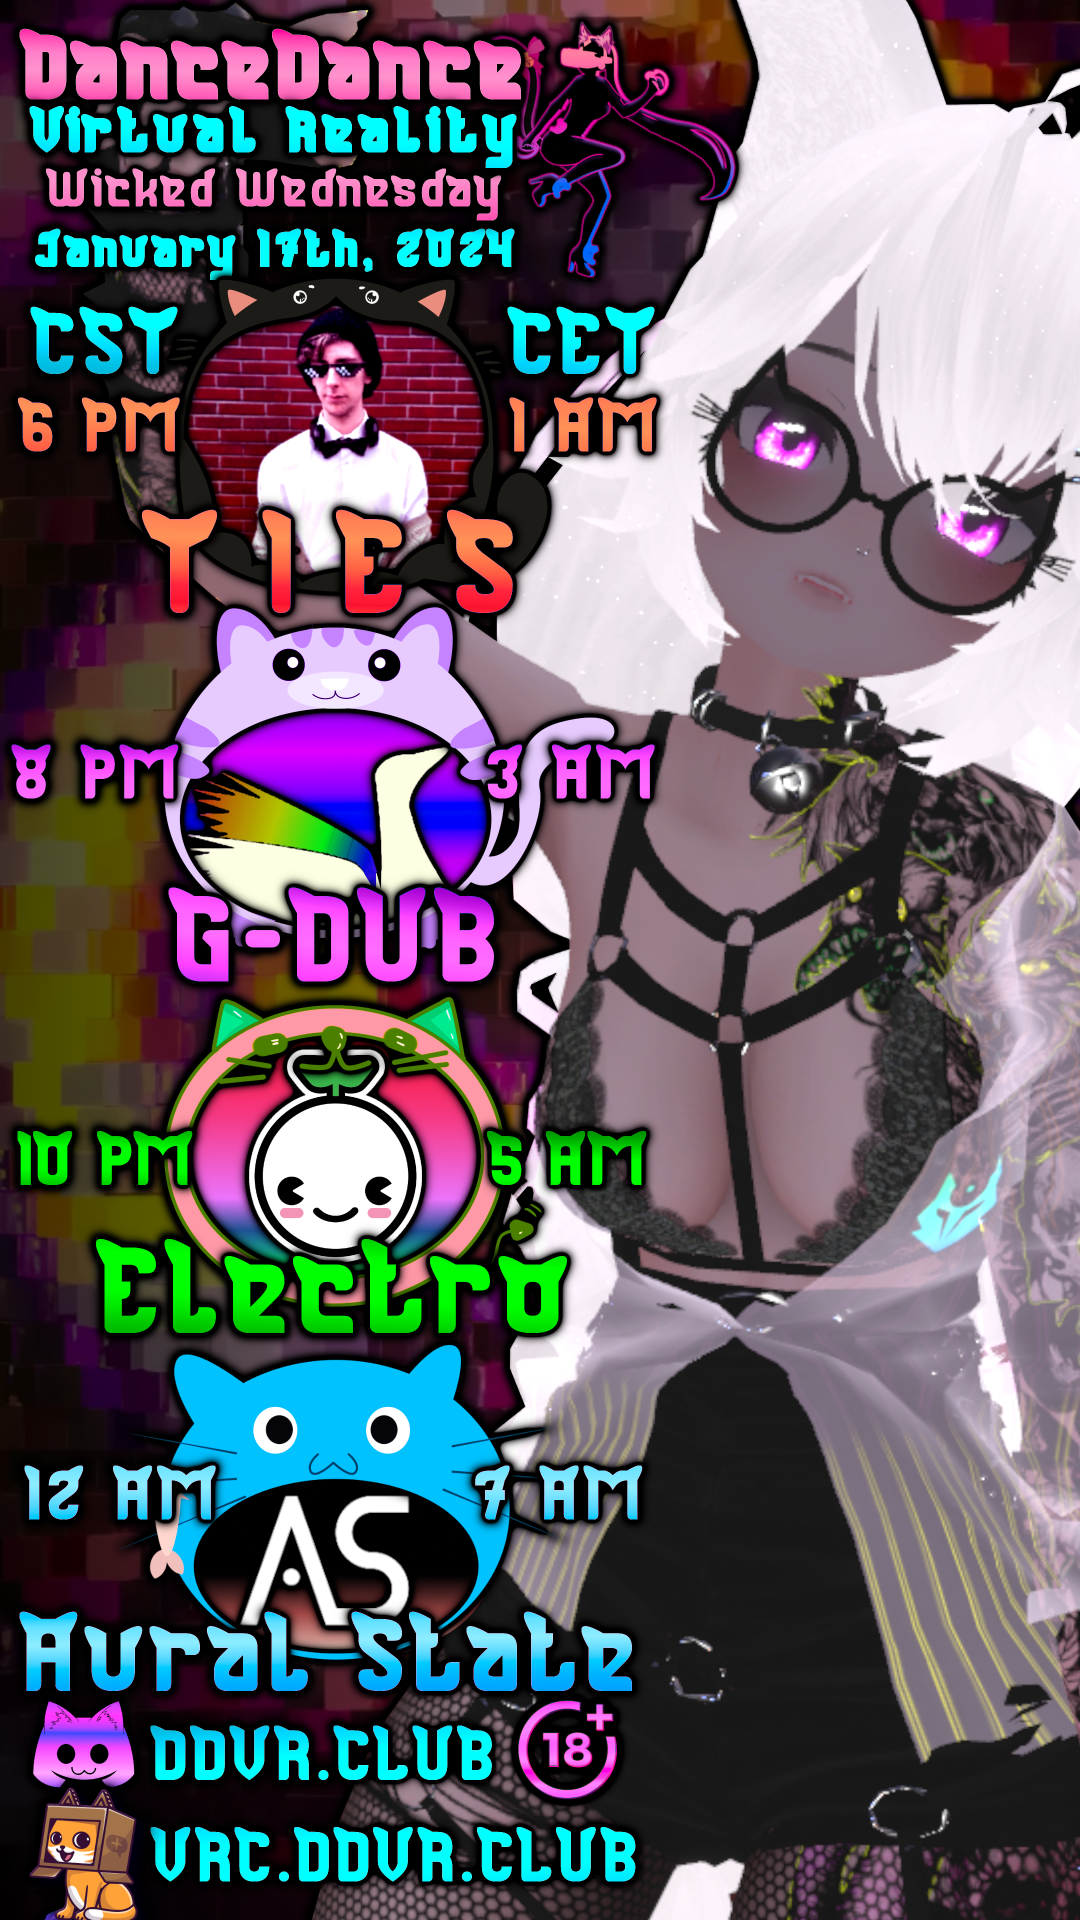 DanceDance
Virtual Reality
Wicked Wednesday
January 17th, 2024
CST
CET
6 PM
1 AM
TIES
8 PM
3 AM
G-DUB
10 PM
5 AM
Electro
12 AM
7 AM
AS
Aural State
DDVR.CLUB
18+
VRC.DDVR.CLUB